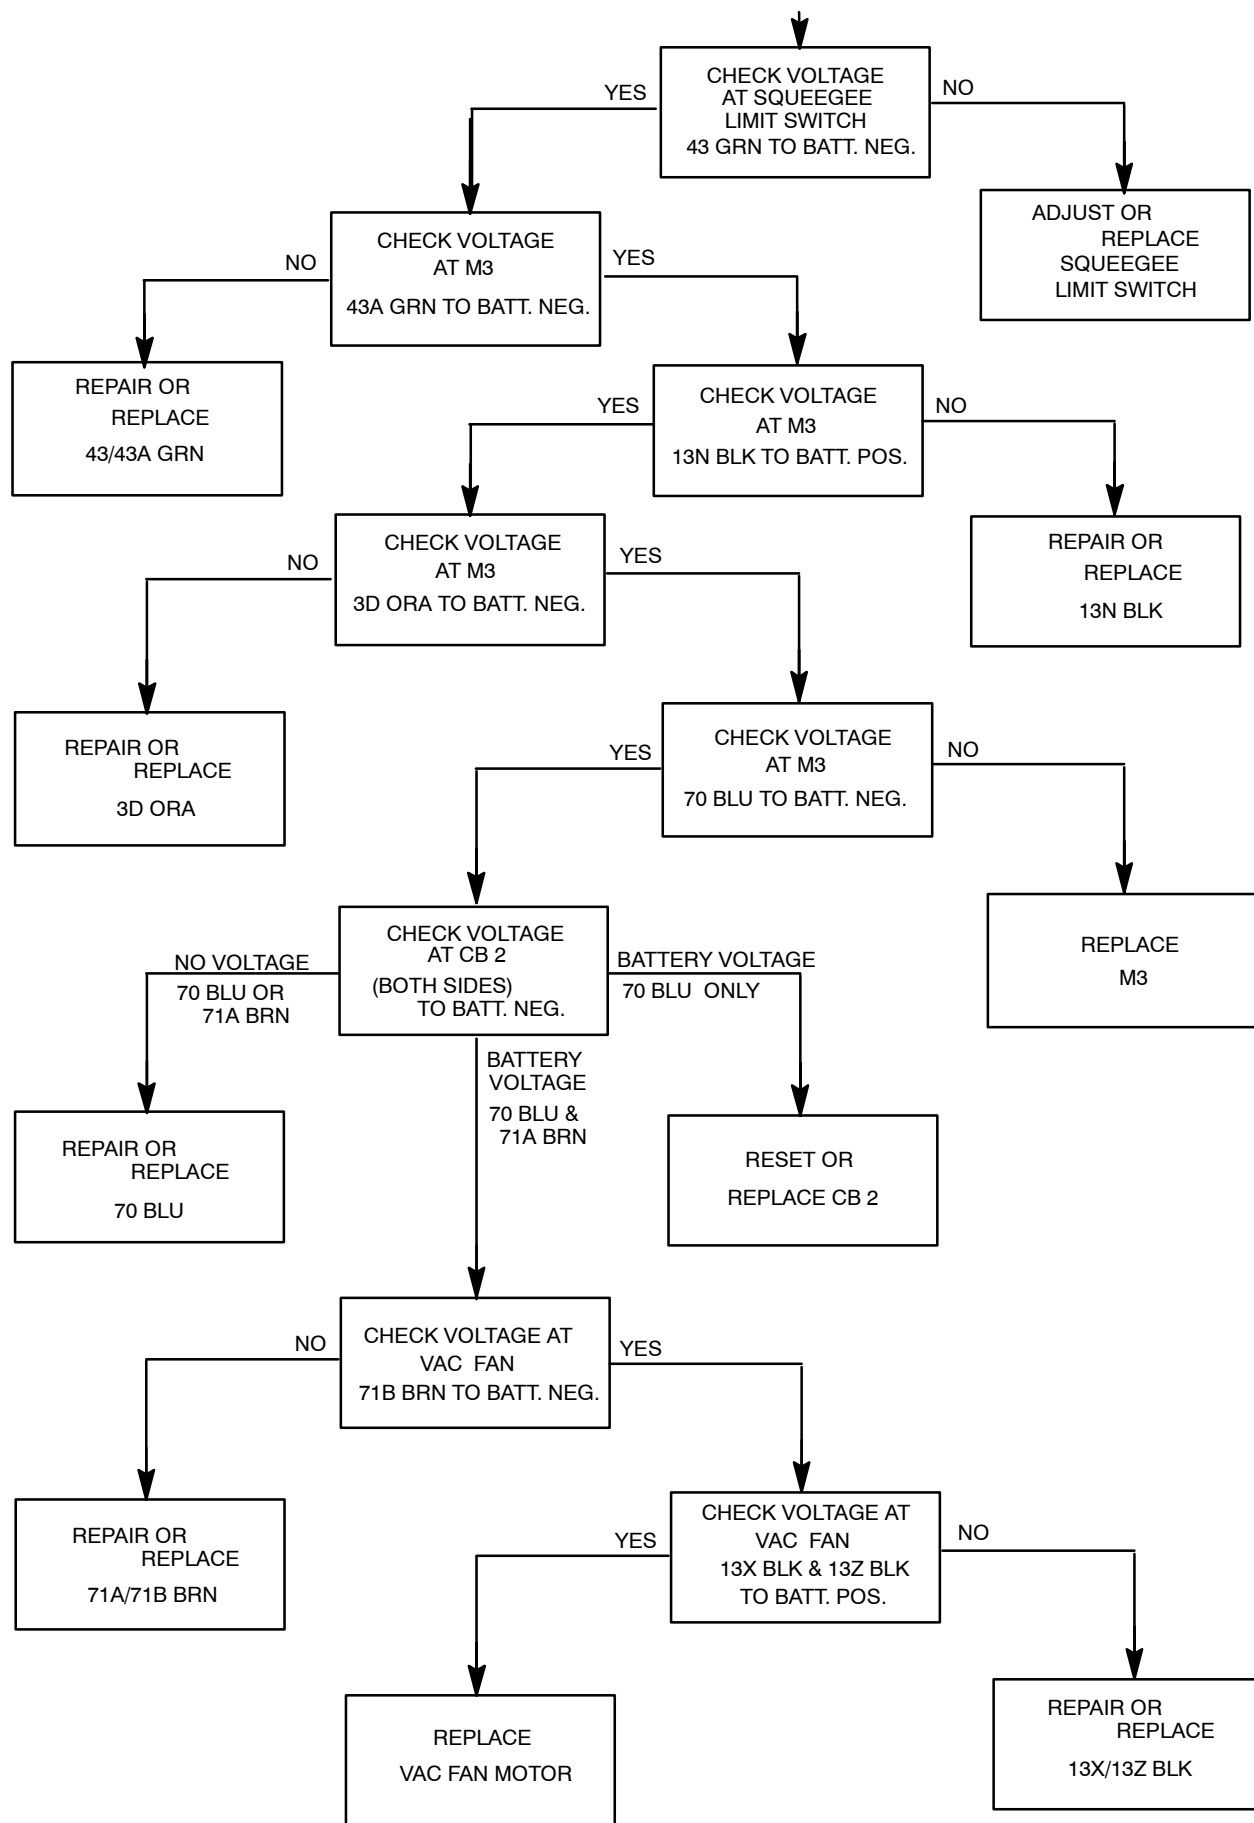 CHECK VOLTAGE
AT SQUEEGEE
LIMIT SWITCH
43 GRN TO BATT. NEG.
YES
NO
ADJUST OR
REPLACE
SQUEEGEE
LIMIT SWITCH
CHECK VOLTAGE
AT M3
43A GRN TO BATT. NEG.
NO
YES
REPAIR OR
REPLACE
43/43A GRN
CHECK VOLTAGE
AT M3
13N BLK TO BATT. POS.
YES
NO
REPAIR OR
REPLACE
13N BLK
CHECK VOLTAGE
AT M3
3D ORA TO BATT. NEG.
NO
YES
REPAIR OR
REPLACE
3D ORA
CHECK VOLTAGE
AT M3
70 BLU TO BATT. NEG.
YES
NO
REPLACE
M3
CHECK VOLTAGE
AT CB 2
(BOTH SIDES)
TO BATT. NEG.
NO VOLTAGE
70 BLU OR
71A BRN
BATTERY VOLTAGE
70 BLU ONLY
BATTERY
VOLTAGE
70 BLU &
71A BRN
REPAIR OR
REPLACE
70 BLU
RESET OR
REPLACE CB 2
CHECK VOLTAGE AT
VAC FAN
71B BRN TO BATT. NEG.
NO
YES
REPAIR OR
REPLACE
71A/71B BRN
CHECK VOLTAGE AT
VAC FAN
13X BLK & 13Z BLK
TO BATT. POS.
YES
NO
REPLACE
VAC FAN MOTOR
REPAIR OR
REPLACE
13X/13Z BLK